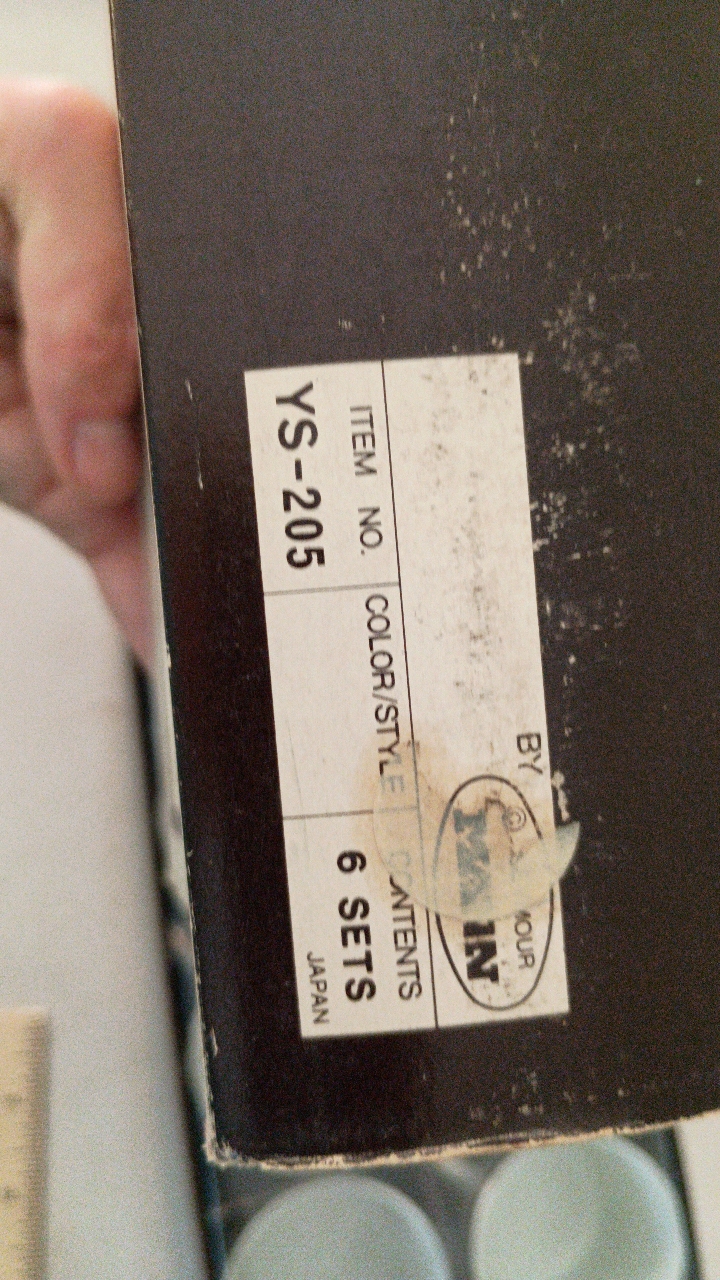 BY
©
MOUR
ITEM NO.
COLOR/STYLE
CONTENTS
YS-205
6 SETS
JAPAN